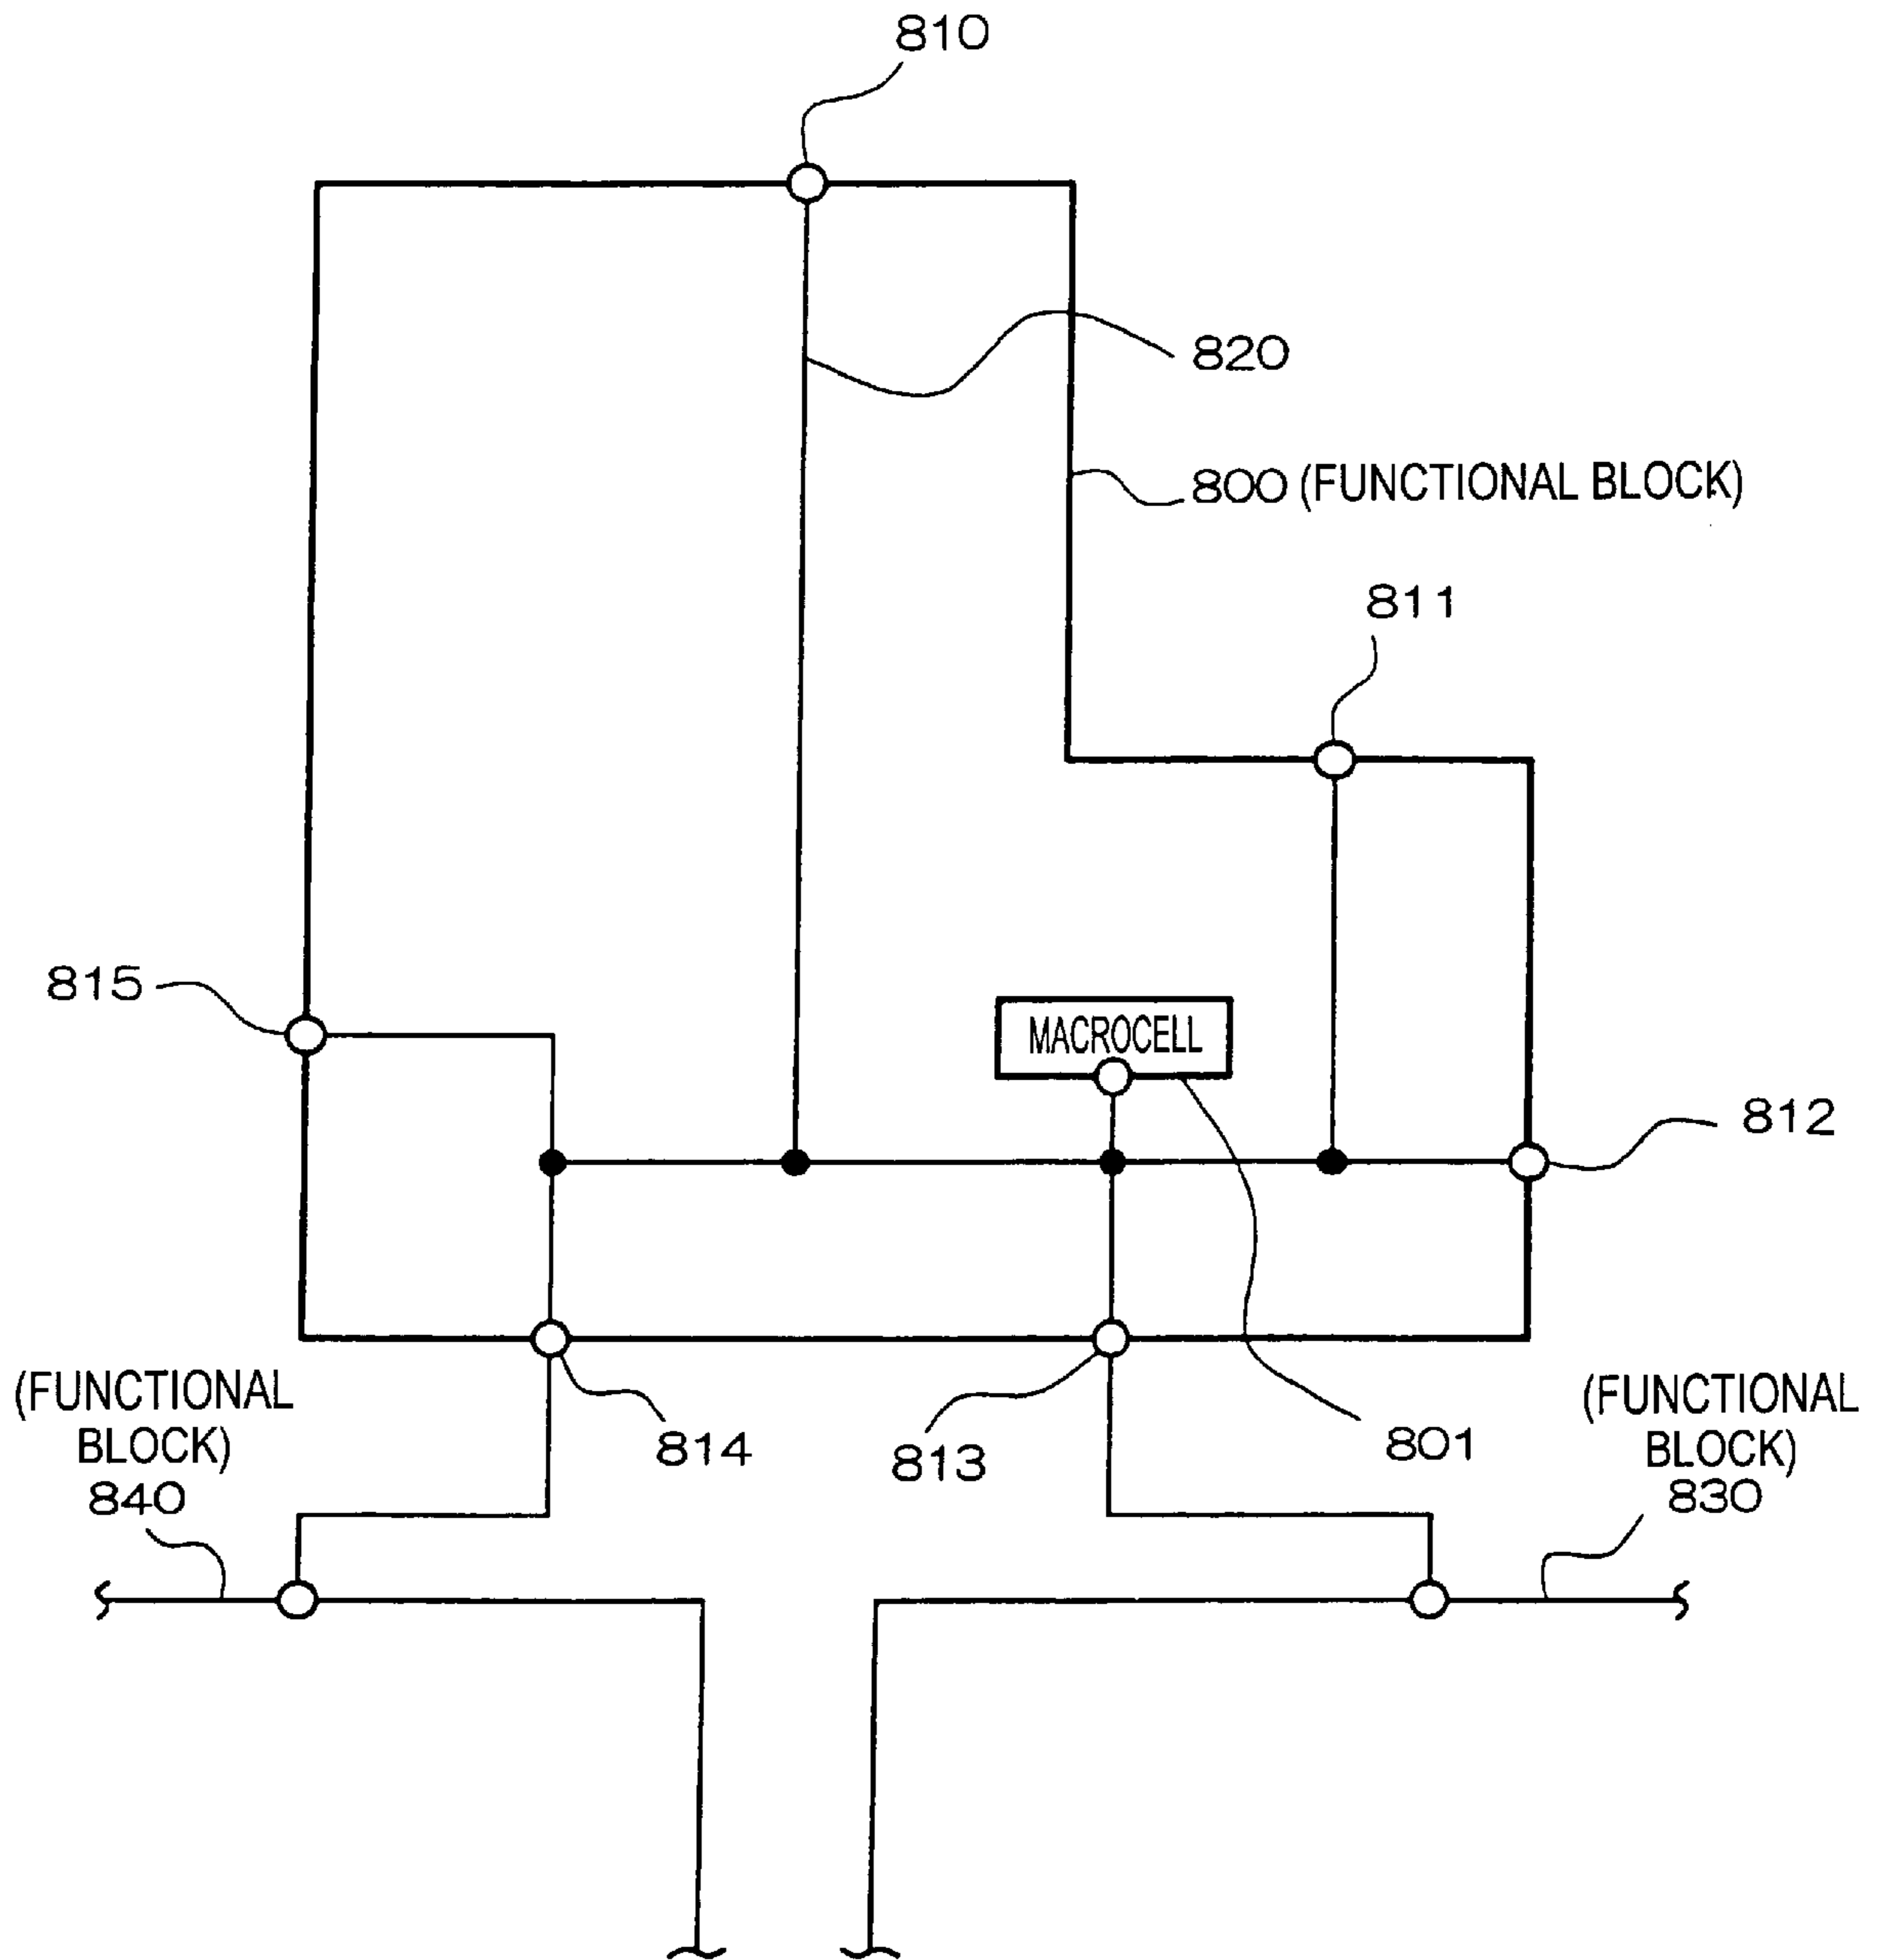 810
820
800 (FUNCTIONAL BLOCK)
811
815
MACROCELL
812
(FUNCTIONAL
BLOCK)
840
814
813
801
(FUNCTIONAL
BLOCK)
830